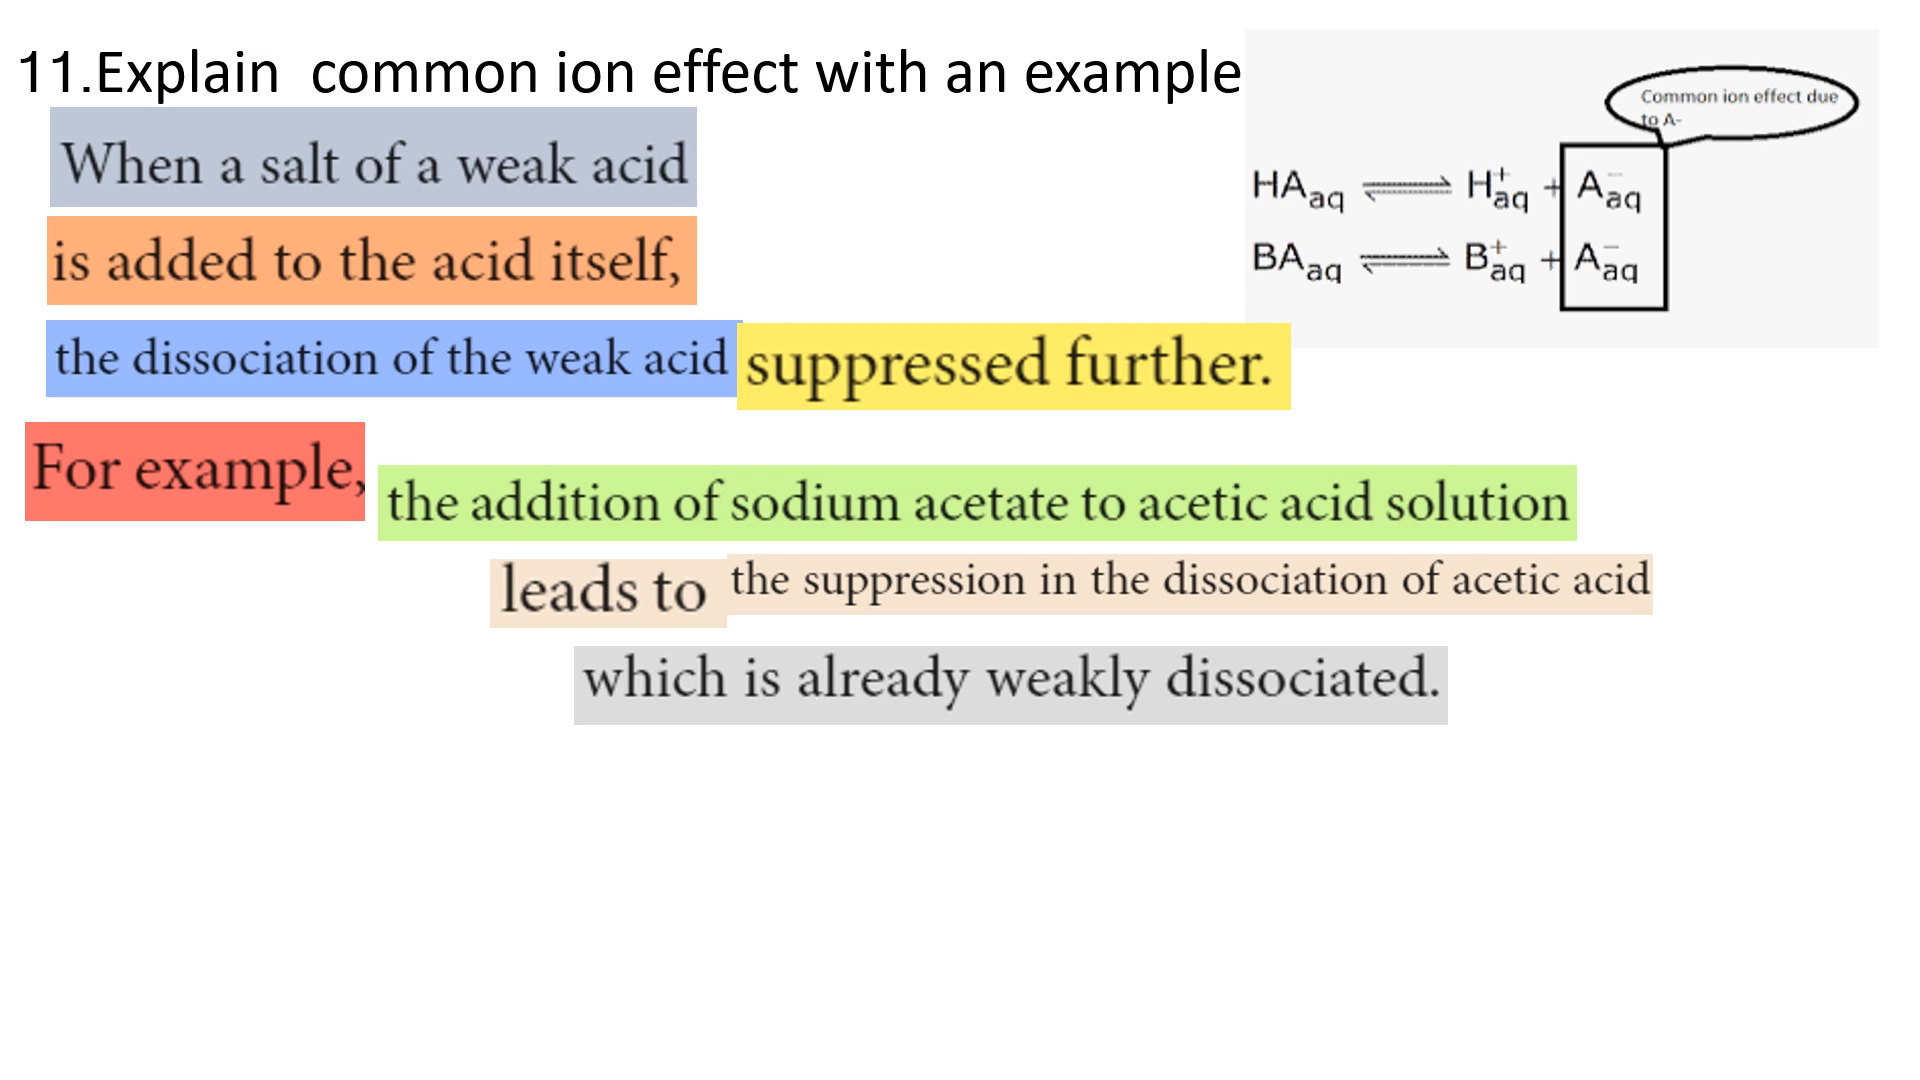 11.Explain  common ion effect with an example
Common ion effect due
to A-
HAaq ⇌ H+aq + A-aq
BAaq ⇌ B+aq + A-aq
When a salt of a weak acid
is added to the acid itself,
the dissociation of the weak acid suppressed further.
For example, the addition of sodium acetate to acetic acid solution
leads to the suppression in the dissociation of acetic acid
which is already weakly dissociated.